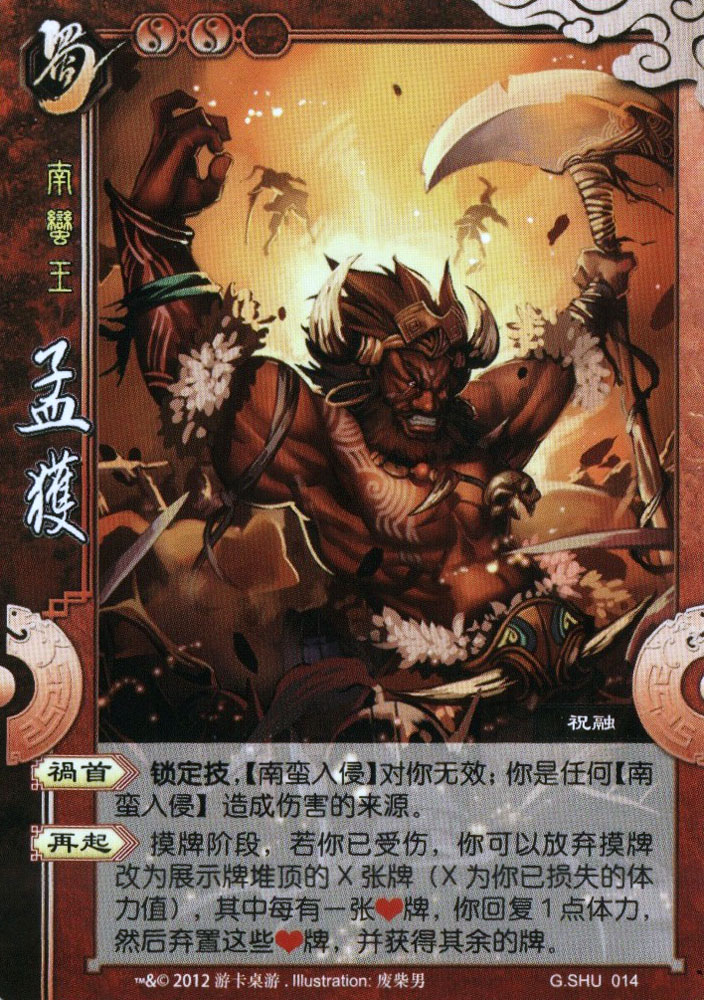 蜀
南蠻王
孟獲
祝融
禍首 锁定技,【南蛮入侵】对你无效；你是任何【南
蛮入侵】造成伤害的来源。
再起 摸牌阶段，若你已受伤，你可以放弃摸牌
改为展示牌堆顶的 X 张牌（X 为你已损失的体
力值），其中每有一张♥牌，你回复 1 点体力，
然后弃置这些♥牌，并获得其余的牌。
™&© 2012 游卡桌游 . Illustration: 废柴男
G.SHU 014